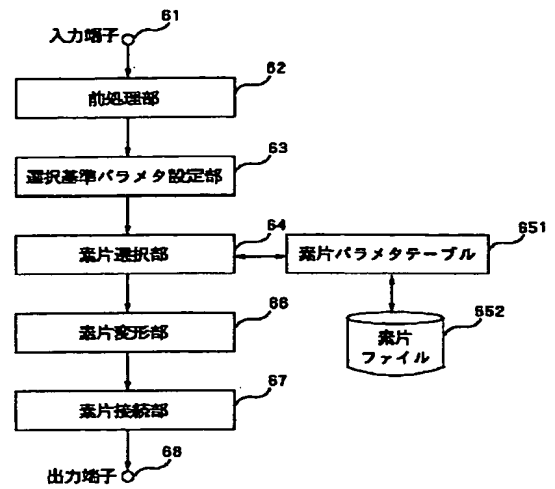 61
入力端子
62
前処理部
63
選択基準パラメタ設定部
64
素片選択部
651
素片パラメタテーブル
66
素片変形部
652
素片
ファイル
67
素片接続部
68
出力端子